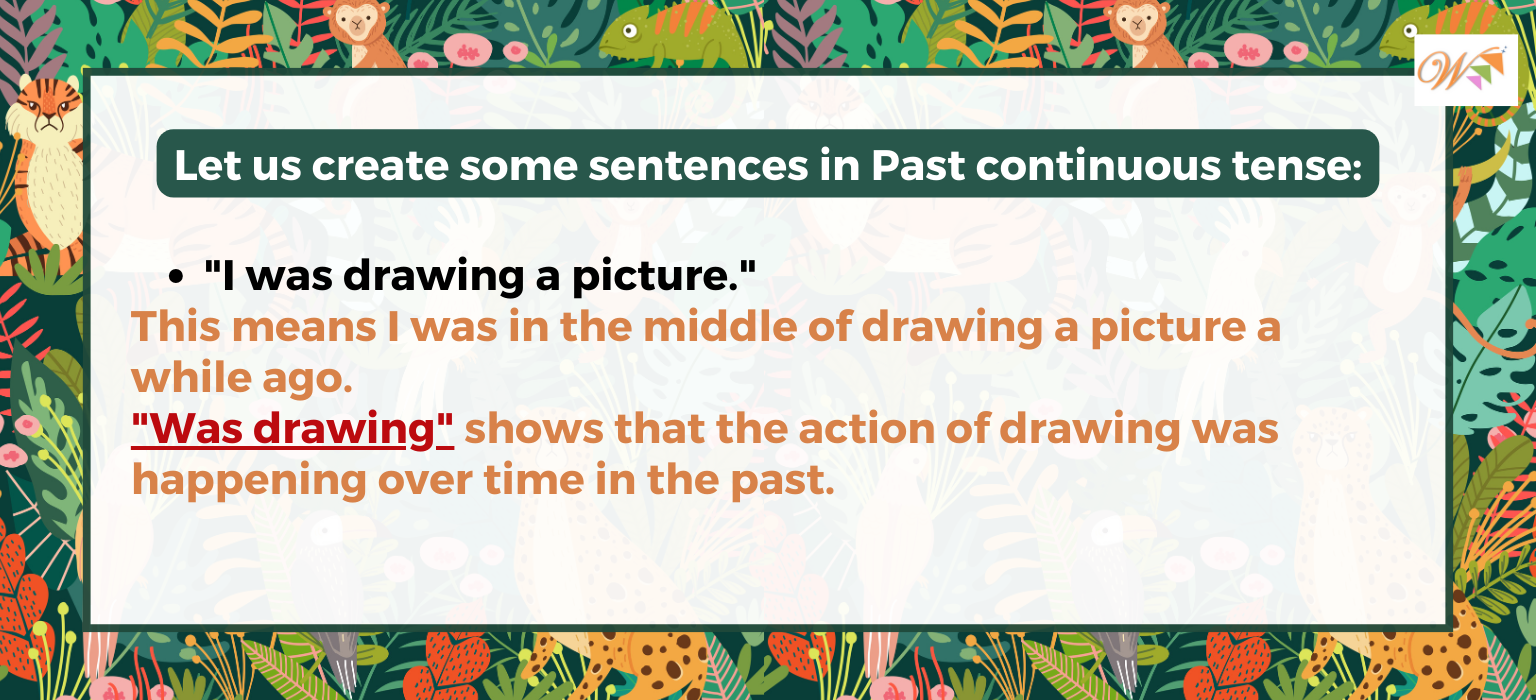 Let us create some sentences in Past continuous tense:
• "I was drawing a picture."
This means I was in the middle of drawing a picture a
while ago.
"Was drawing" shows that the action of drawing was
happening over time in the past.
W